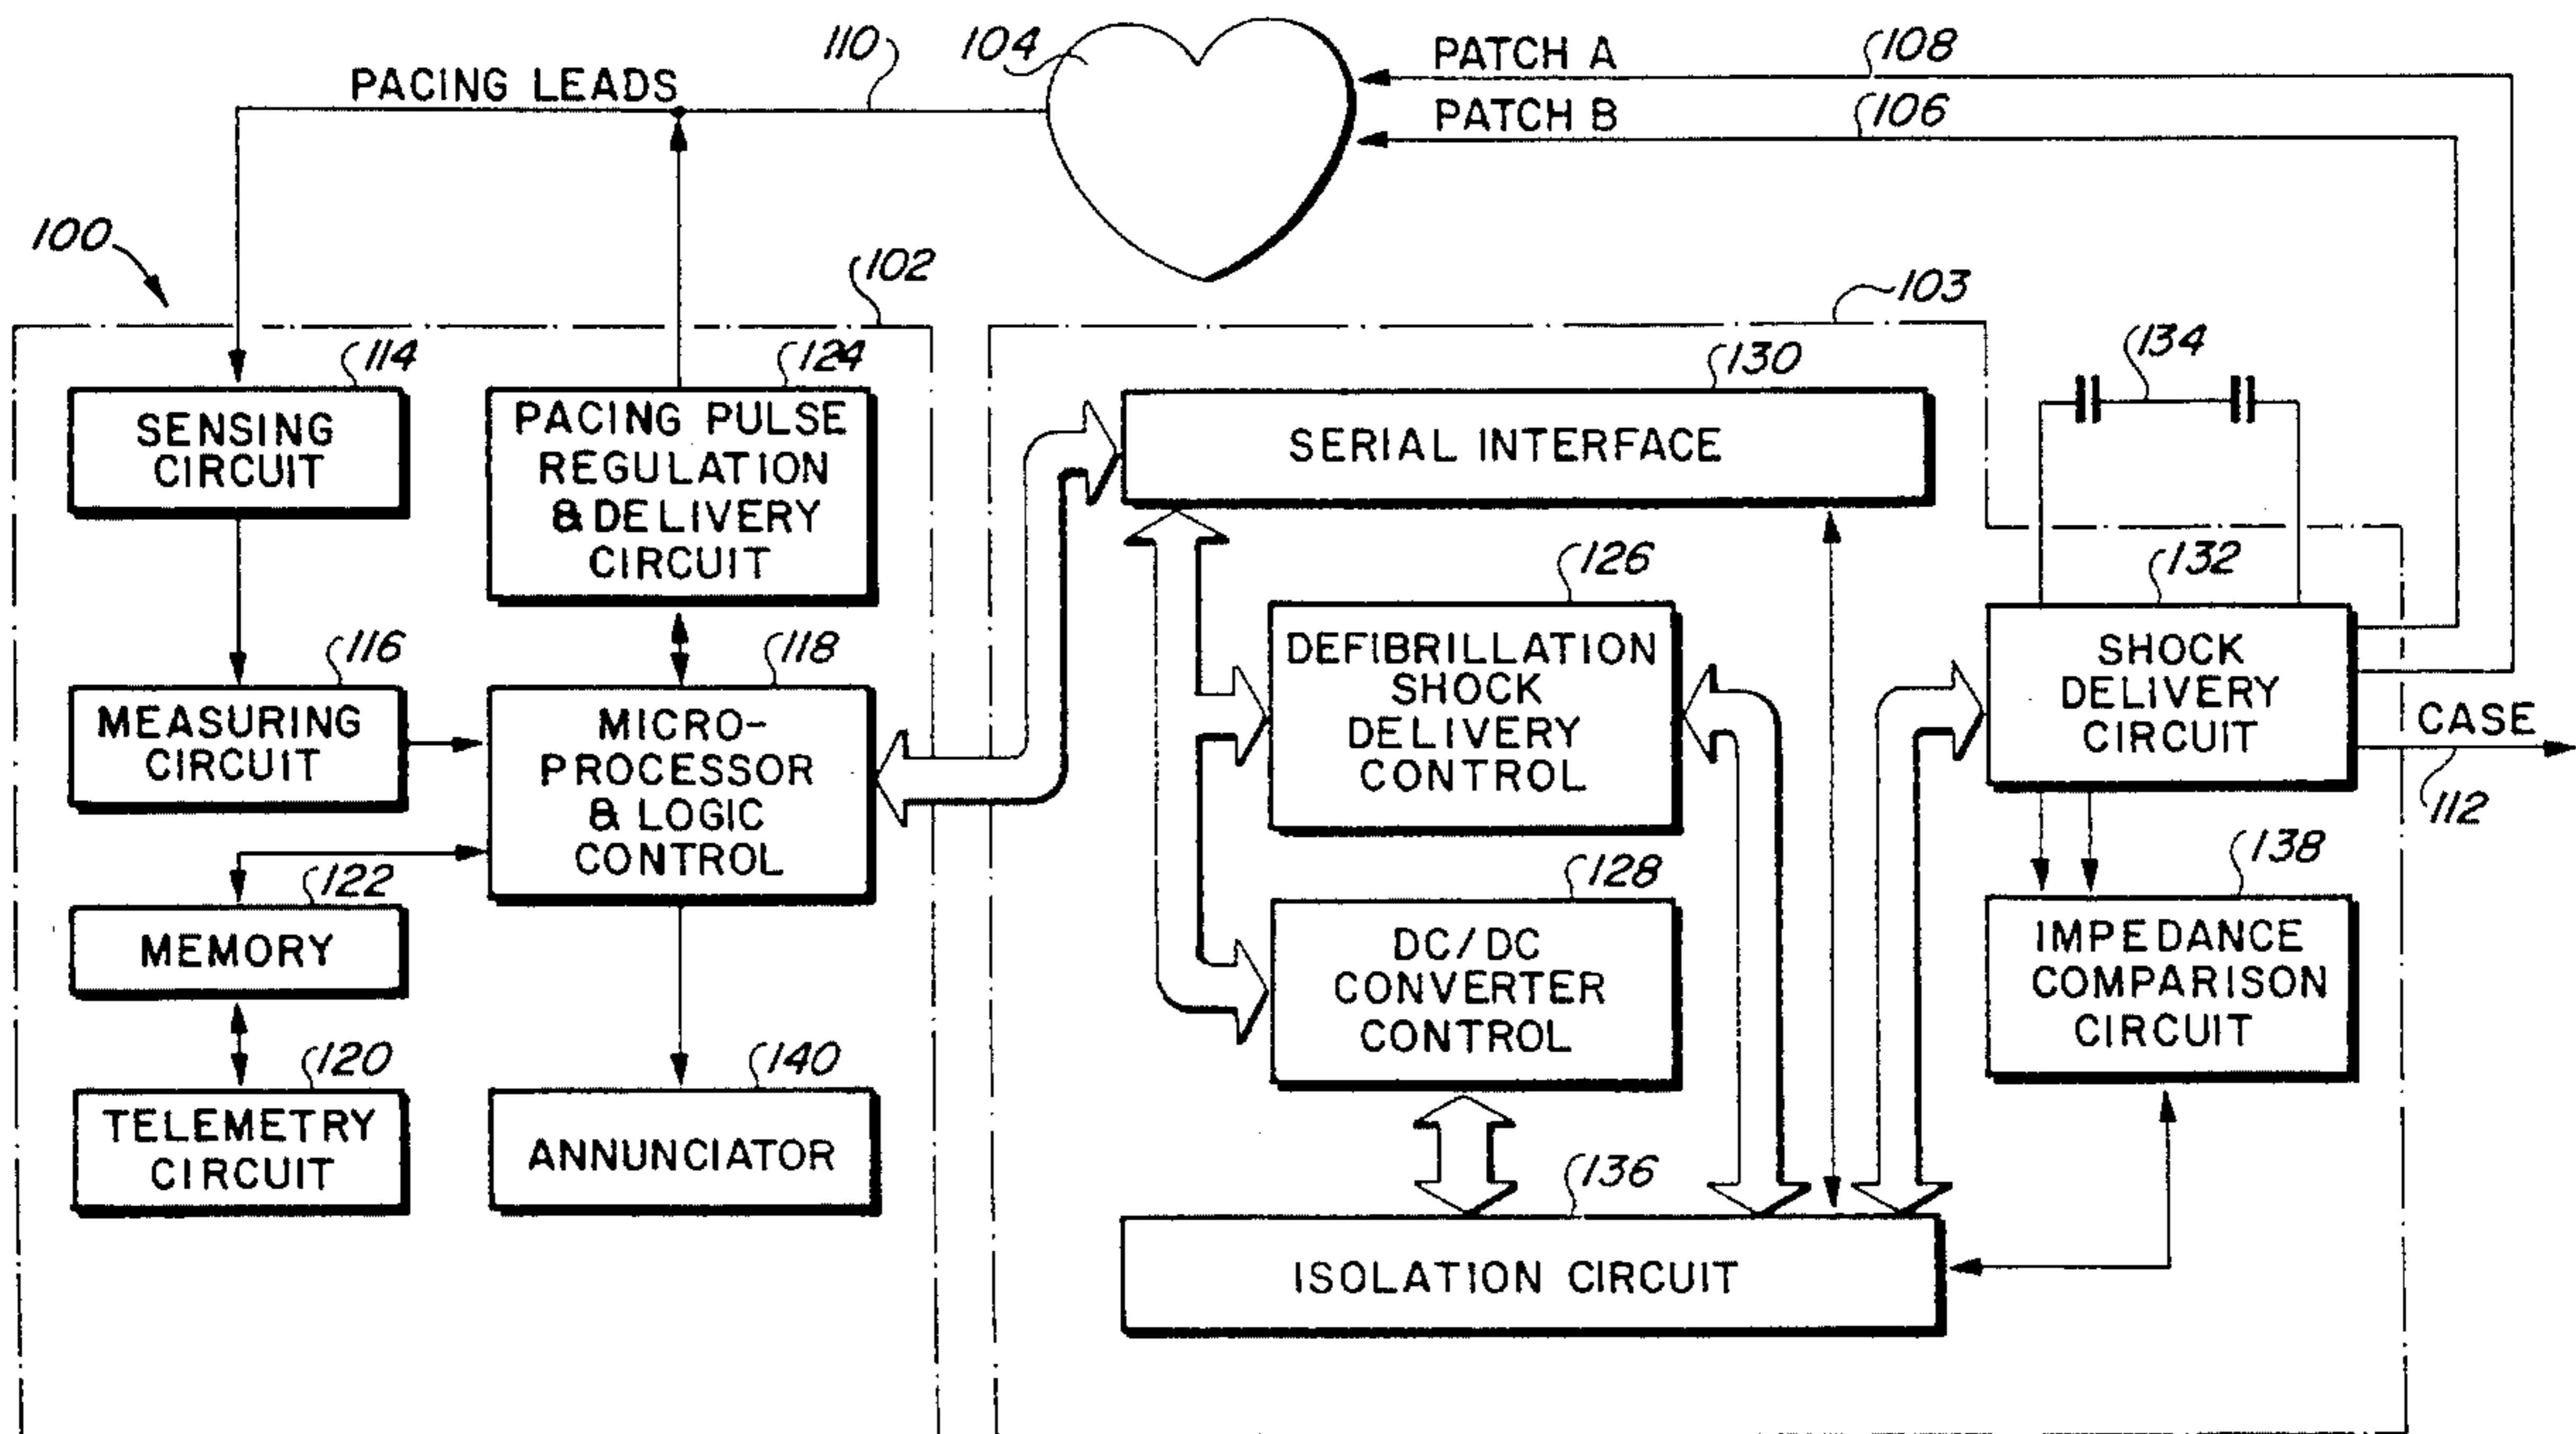 110
104
PATCH A
108
PACING LEADS
PATCH B
106
100
102
103
114
124
130
134
SENSING
CIRCUIT
PACING PULSE
REGULATION
& DELIVERY
CIRCUIT
SERIAL INTERFACE
126
132
116
118
DEFIBRILLATION
SHOCK
DELIVERY
CONTROL
SHOCK
DELIVERY
CIRCUIT
CASE
112
MEASURING
CIRCUIT
MICRO-
PROCESSOR
& LOGIC
CONTROL
122
128
138
MEMORY
DC/DC
CONVERTER
CONTROL
IMPEDANCE
COMPARISON
CIRCUIT
120
140
TELEMETRY
CIRCUIT
ANNUNCIATOR
136
ISOLATION CIRCUIT